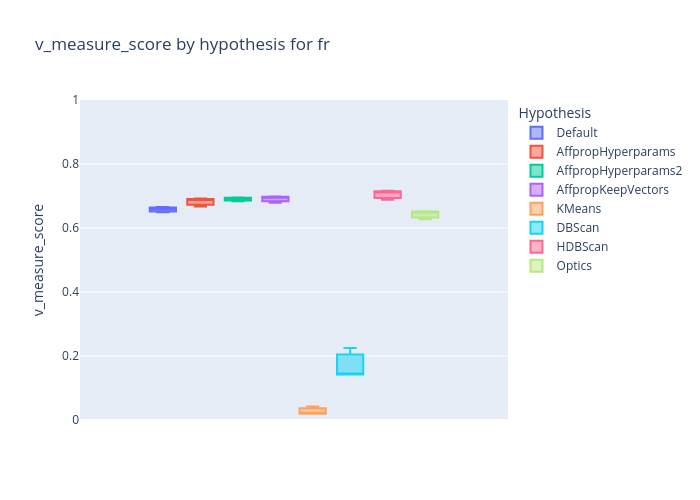 v_measure_score by hypothesis for fr
1
0.8
0.6
0.4
0.2
0
v_measure_score
Hypothesis
Default
AffpropHyperparams
AffpropHyperparams2
AffpropKeepVectors
KMeans
DBScan
HDBScan
Optics